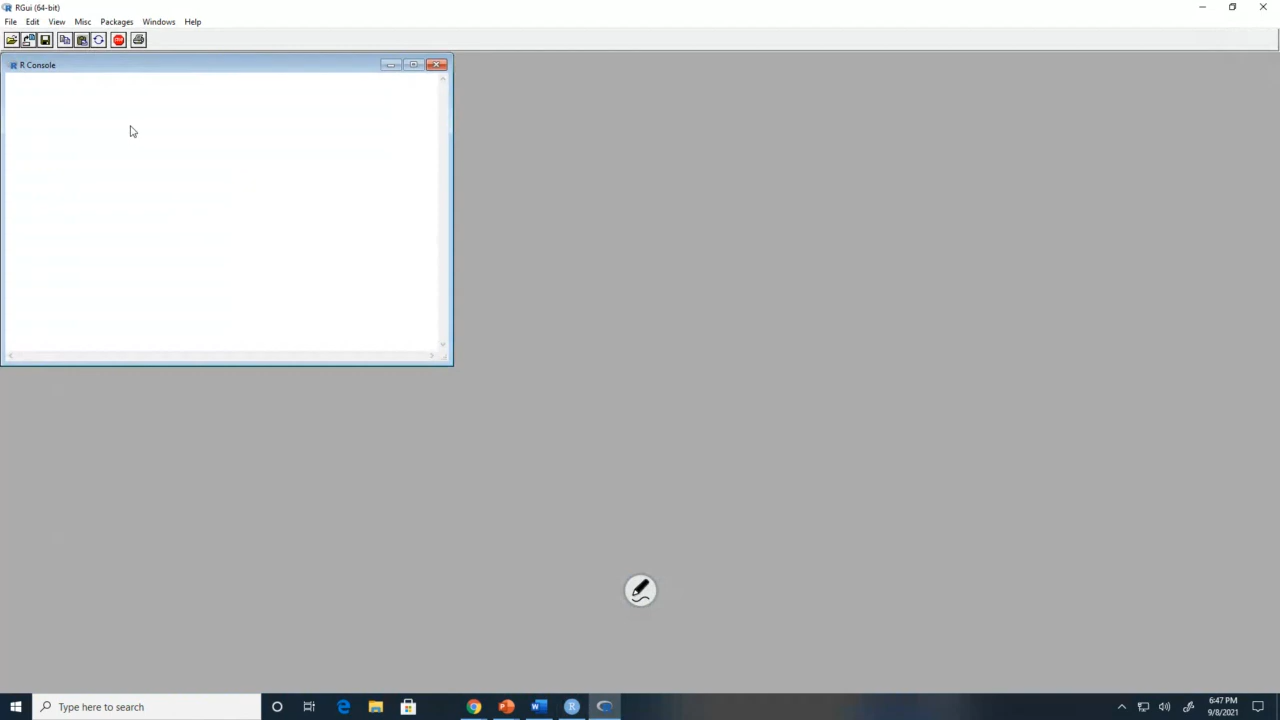 RGui (64-bit)
File Edit View Misc Packages Windows Help
STOP
R Console
Type here to search
6:47 PM
9/8/2021